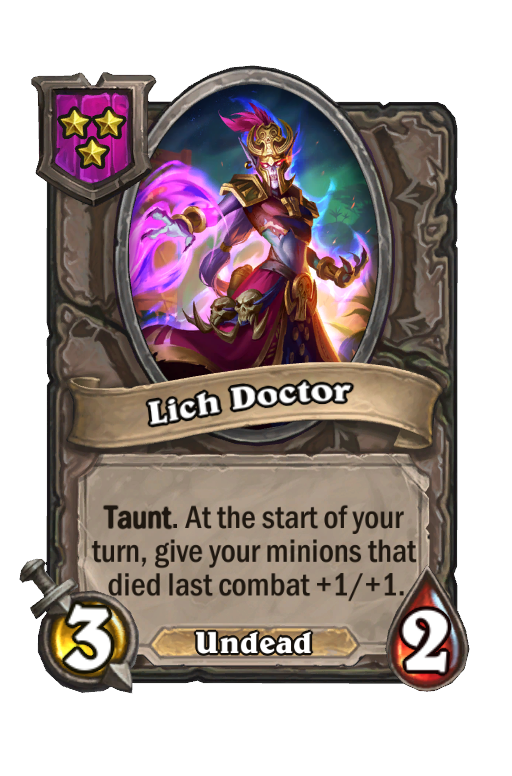 Lich Doctor
Taunt. At the start of your
turn, give your minions that
died last combat +1/+1.
3
Undead
2